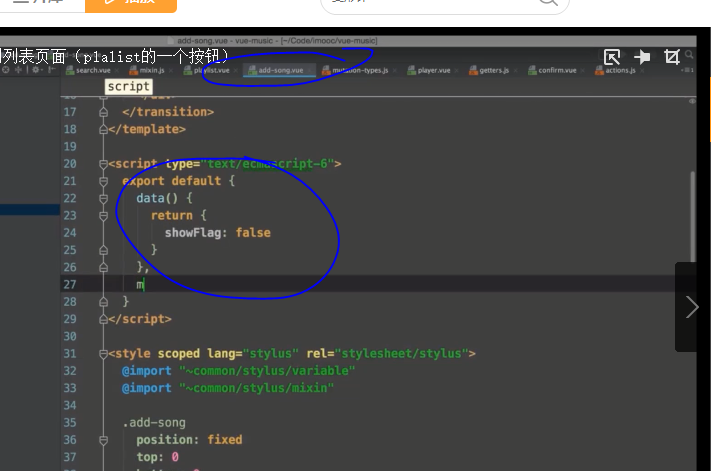 add-song.vue - vue-music - [~/Code/imooc/vue-music]
列表页面（plalist的一个按钮）
search.vue mixin.js playlist.vue add-song.vue mutation-types.js player.vue getters.js confirm.vue actions.js
script
17 </transition>
18 </template>
19
20 <script type="text/ecmascript-6">
21 export default {
22 data() {
23 return {
24 showFlag: false
25 }
26 },
27 m
28 }
29 </script>
30
31 <style scoped lang="stylus" rel="stylesheet/stylus">
32 @import "~common/stylus/variable"
33 @import "~common/stylus/mixin"
34
35 .add-song
36 position: fixed
37 top: 0